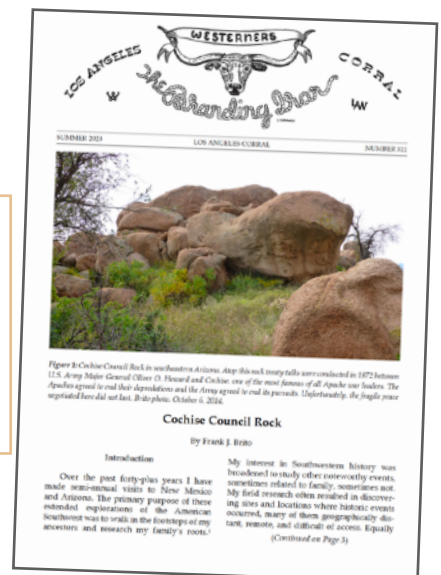 WESTERNERS
LOS ANGELES
CORRAL
The Branding Iron
SUMMER 2023
LOS ANGELES CORRAL
NUMBER 311
Figure 1: Cochise Council Rock in southeastern Arizona. Atop this rock treaty talks were conducted in 1872 between
U.S. Army Major General Oliver O. Howard and Cochise, one of the most famous of all Apache war leaders. The
Apaches agreed to end their depredations and the Army agreed to end its pursuits. Unfortunately, the fragile peace
negotiated here did not last. Brito photo, October 6, 2014.
Cochise Council Rock
By Frank J. Brito
Introduction
Over the past forty-plus years I have
made semi-annual visits to New Mexico
and Arizona. The primary purpose of these
extended explorations of the American
Southwest was to walk in the footsteps of my
ancestors and research my family's roots.¹
My interest in Southwestern history was
broadened to study other noteworthy events,
sometimes related to family, sometimes not.
My field research often resulted in discover-
ing sites and locations where historic events
occurred, many of them geographically dis-
tant, remote, and difficult of access. Equally
(Continued on Page 3)